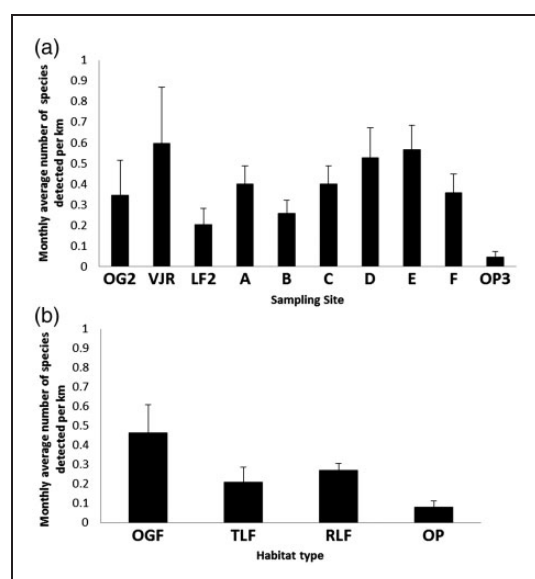 (a)
Monthly average number of species
detected per km
1
0.9
0.8
0.7
0.6
0.5
0.4
0.3
0.2
0.1
0
OG2 VJR LF2 A B C D E F OP3
Sampling Site
(b)
Monthly average number of species
detected per km
1
0.9
0.8
0.7
0.6
0.5
0.4
0.3
0.2
0.1
0
OGF TLF RLF OP
Habitat type